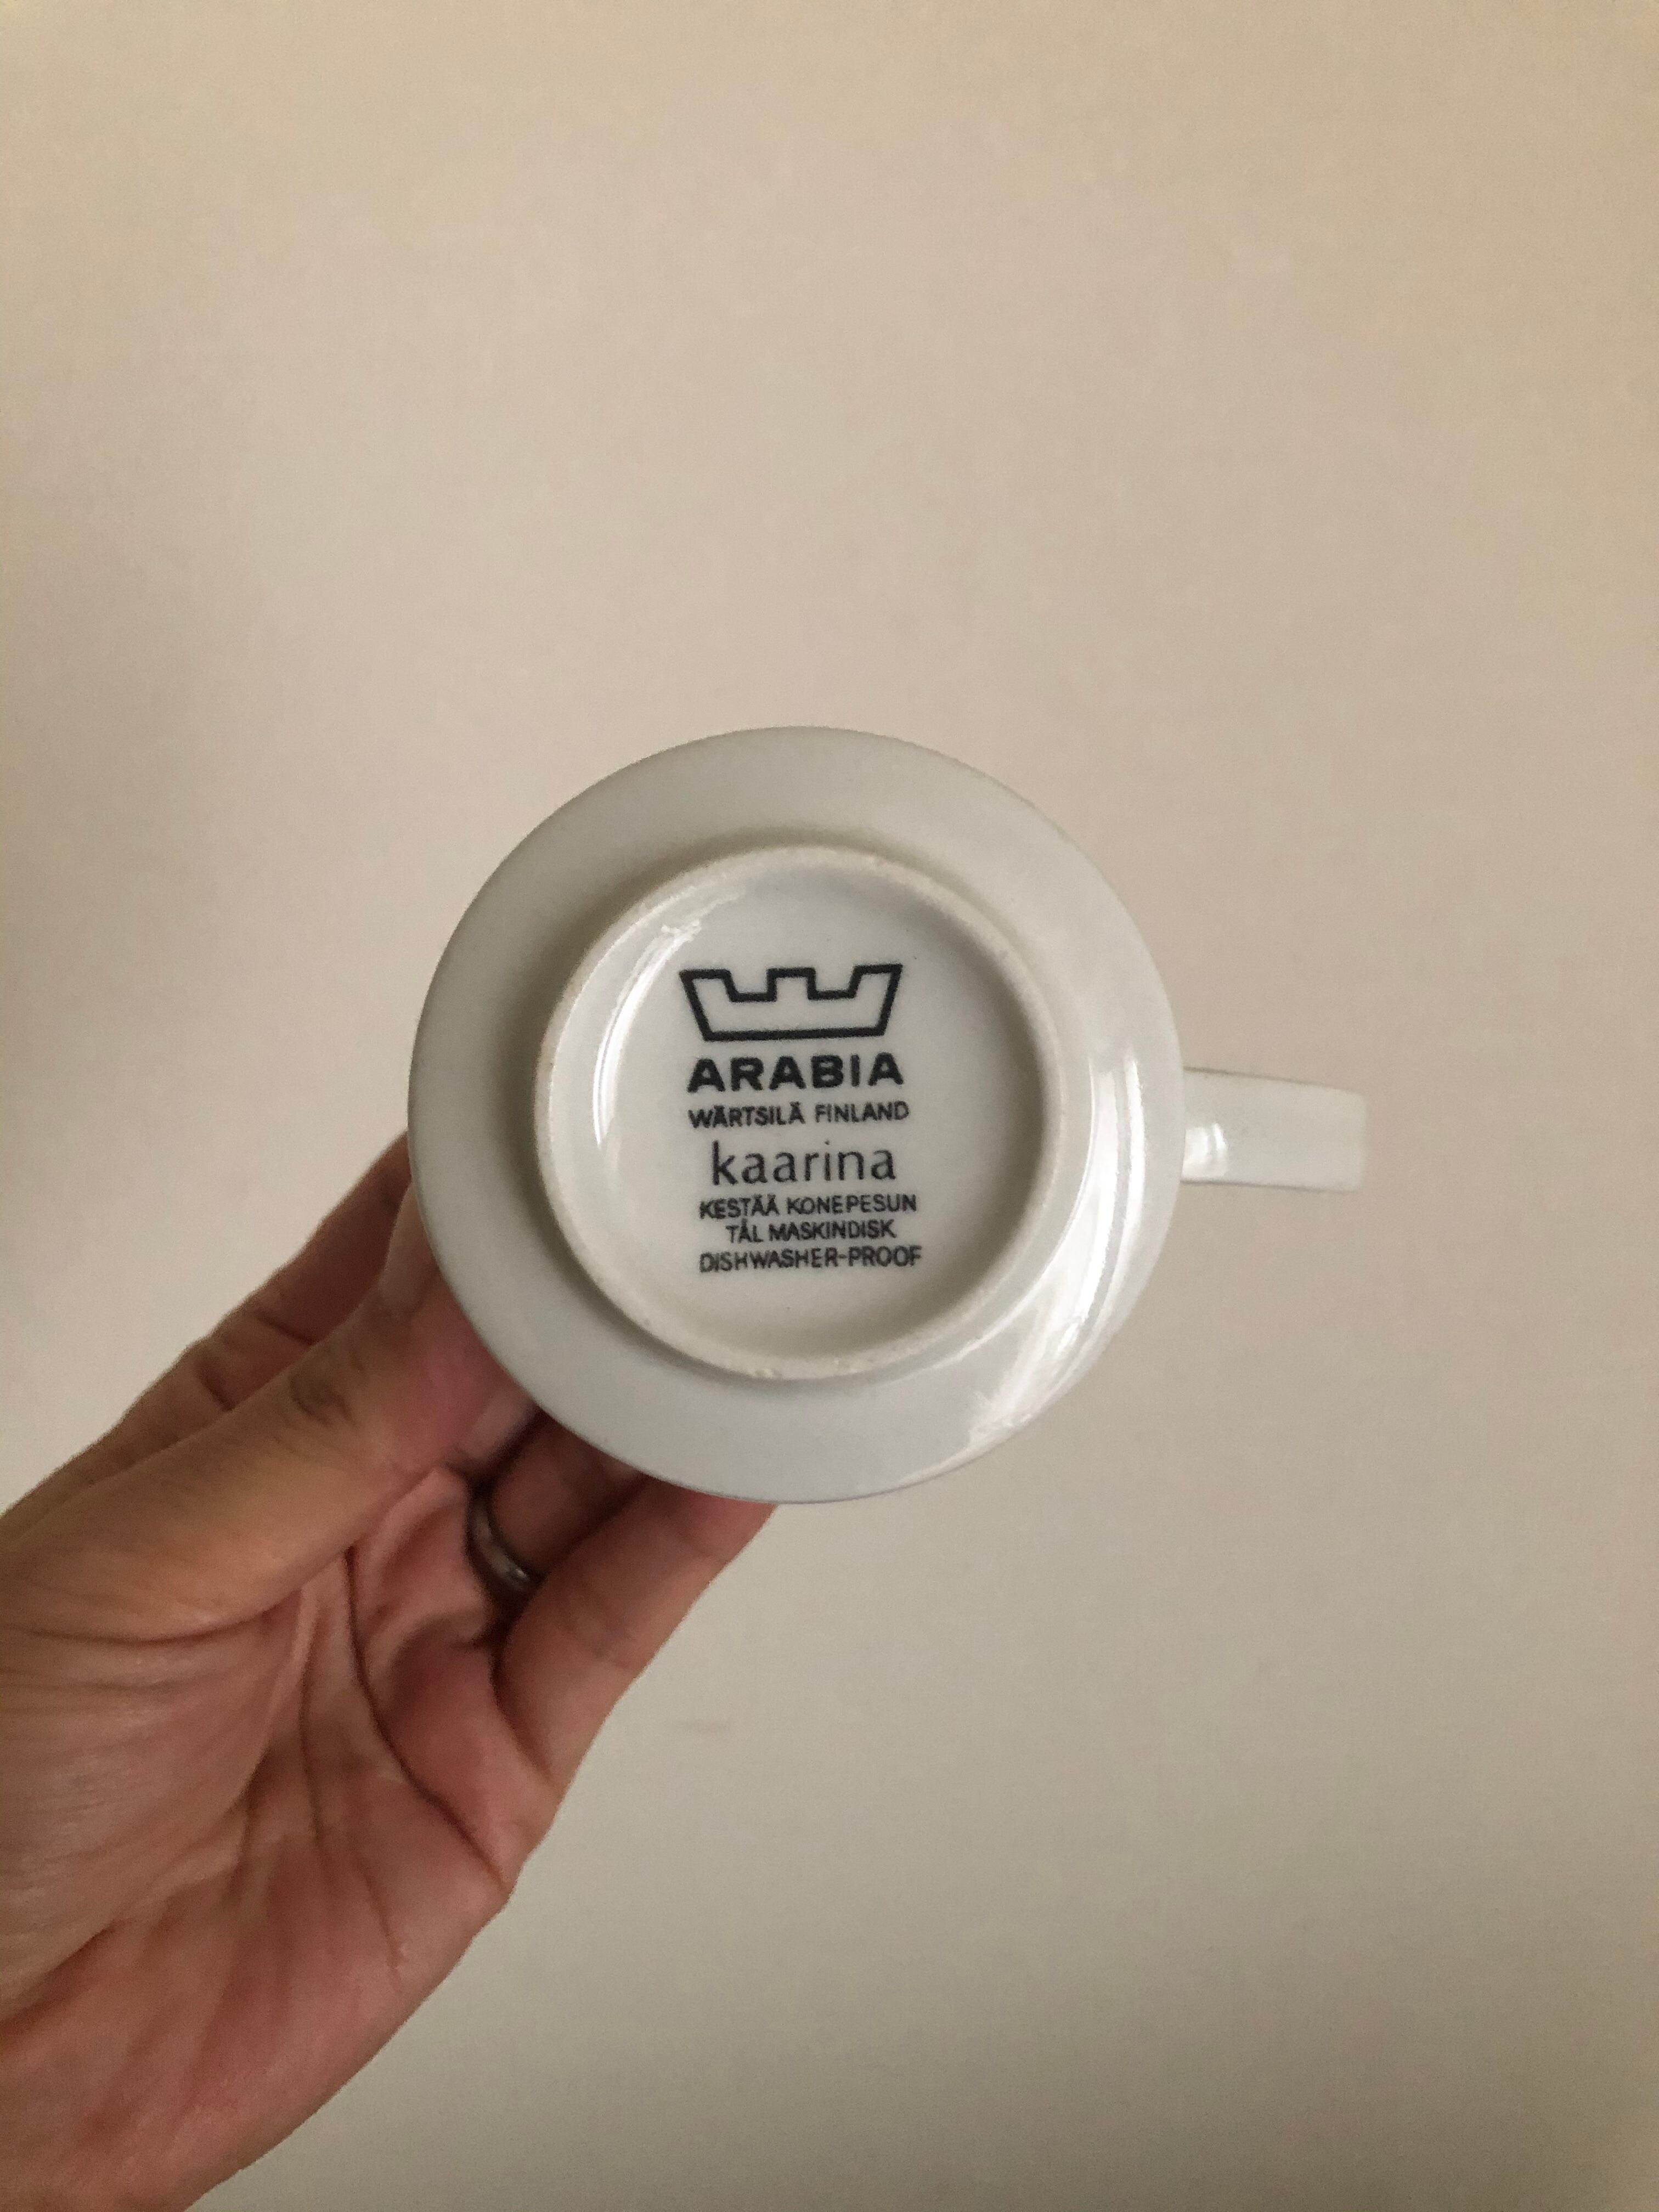 ARABIA
WÄRTSILÄ FINLAND
kaarina
KESTÄÄ KONEPESUN
TÅL MASKINDISK
DISHWASHER-PROOF